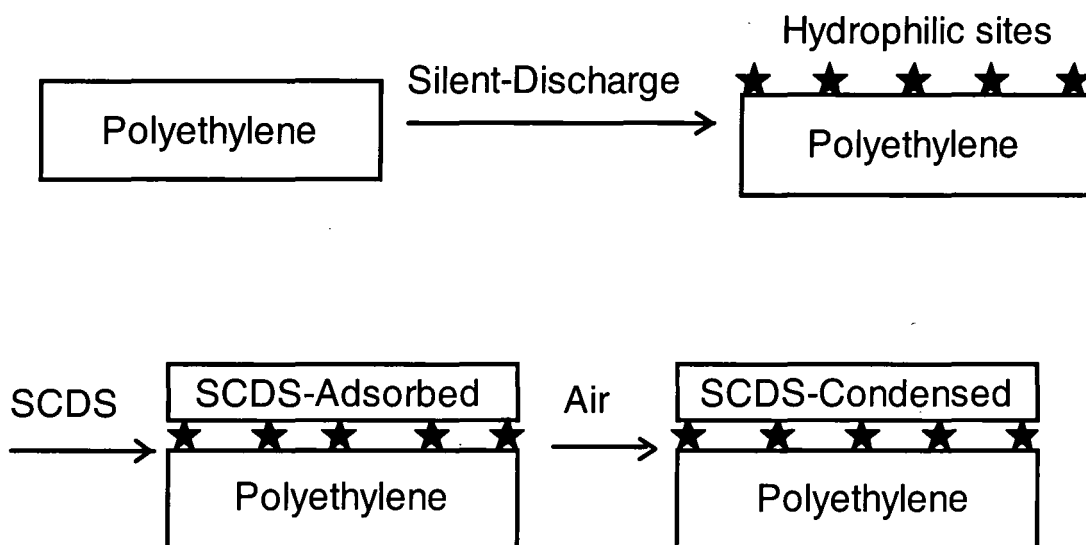 Hydrophilic sites
Polyethylene
Silent-Discharge
Polyethylene
SCDS
SCDS-Adsorbed
Polyethylene
Air
SCDS-Condensed
Polyethylene